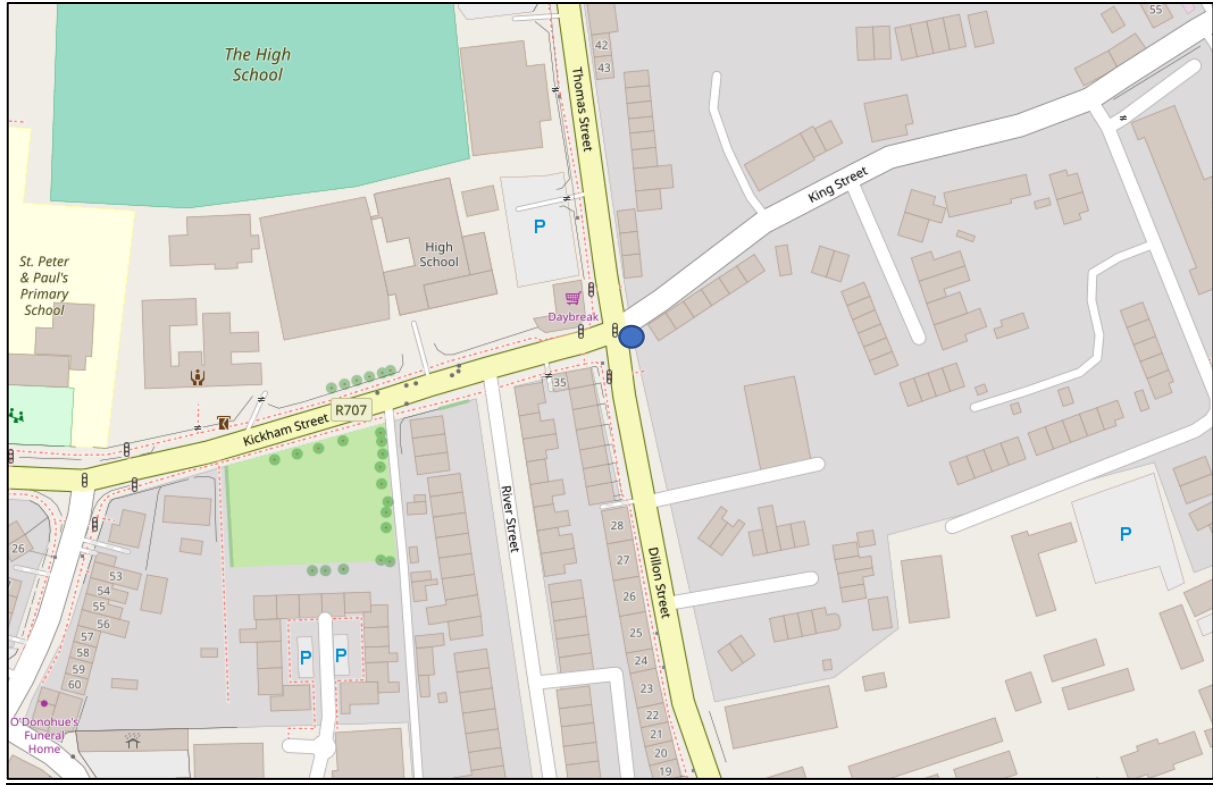 The High
School
42
43
Thomas Street
55
King Street
P
High
School
St. Peter
& Paul's
Primary
School
Daybreak
35
R707
Kickham Street
River Street
28
27
26
25
24
23
22
21
20
19
Dillon Street
P
26
53
54
55
56
57
58
59
60
P
P
O'Donohue's
Funeral
Home